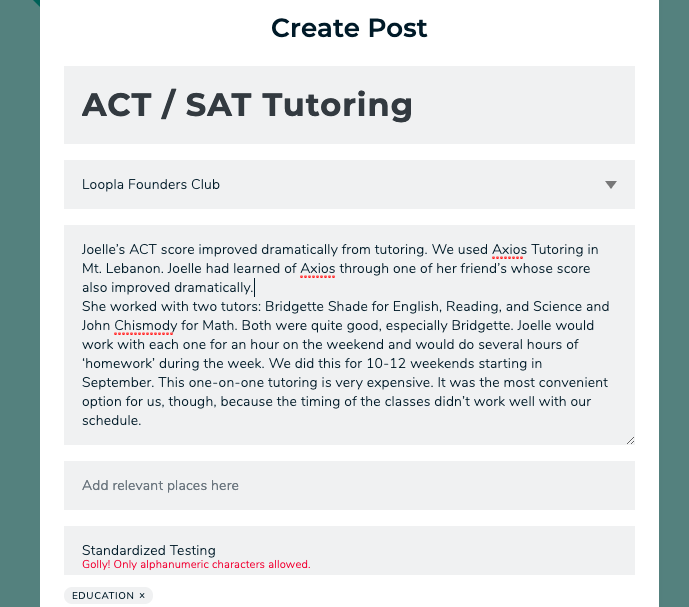 Create Post
ACT / SAT Tutoring
Loopla Founders Club
Joelle’s ACT score improved dramatically from tutoring. We used Axios Tutoring in
Mt. Lebanon. Joelle had learned of Axios through one of her friend’s whose score
also improved dramatically.
She worked with two tutors: Bridgette Shade for English, Reading, and Science and
John Chismody for Math. Both were quite good, especially Bridgette. Joelle would
work with each one for an hour on the weekend and would do several hours of
‘homework’ during the week. We did this for 10-12 weekends starting in
September. This one-on-one tutoring is very expensive. It was the most convenient
option for us, though, because the timing of the classes didn’t work well with our
schedule.
Add relevant places here
Standardized Testing
Golly! Only alphanumeric characters allowed.
EDUCATION ×